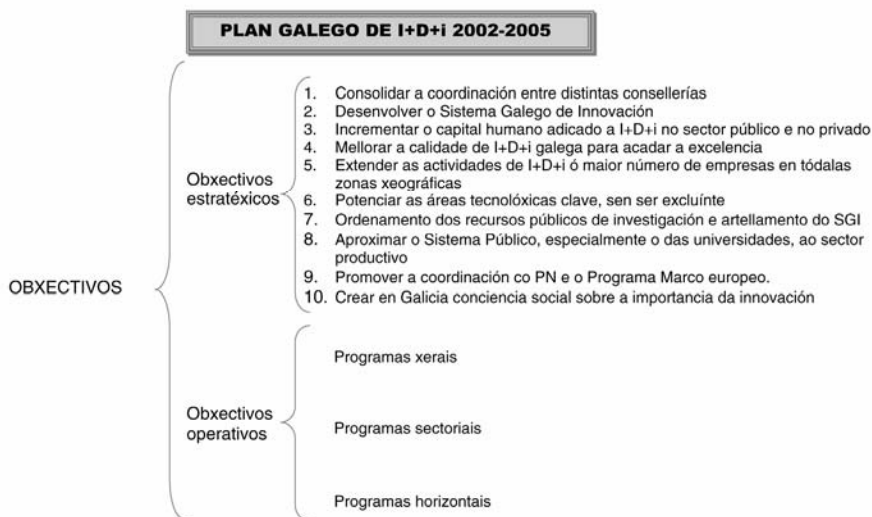 PLAN GALEGO DE I+D+i 2002-2005
OBXECTIVOS
Obxectivos
estratéxicos
1. Consolidar a coordinación entre distintas consellerías
2. Desenvolver o Sistema Galego de Innovación
3. Incrementar o capital humano adicado a I+D+i no sector público e no privado
4. Mellorar a calidade de I+D+i galega para acadar a excelencia
5. Extender as actividades de I+D+i ó maior número de empresas en tódalas
zonas xeográficas
6. Potenciar as áreas tecnolóxicas clave, sen ser excluínte
7. Ordenamento dos recursos públicos de investigación e artellamento do SGI
8. Aproximar o Sistema Público, especialmente o das universidades, ao sector
productivo
9. Promover a coordinación co PN e o Programa Marco europeo.
10. Crear en Galicia conciencia social sobre a importancia da innovación
Obxectivos
operativos
Programas xerais
Programas sectoriais
Programas horizontais